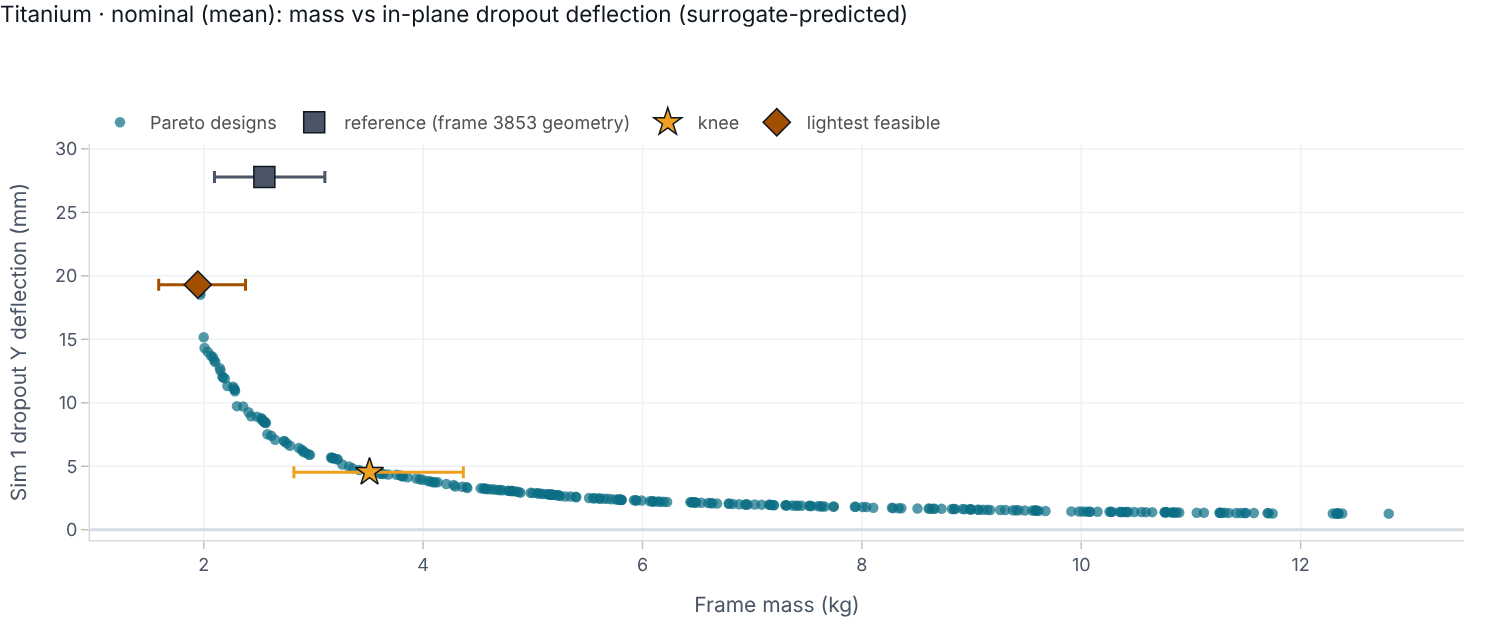 Titanium · nominal (mean): mass vs in-plane dropout deflection (surrogate-predicted)
Pareto designs reference (frame 3853 geometry) knee lightest feasible
Sim 1 dropout Y deflection (mm)
30
25
20
15
10
5
0
2 4 6 8 10 12
Frame mass (kg)